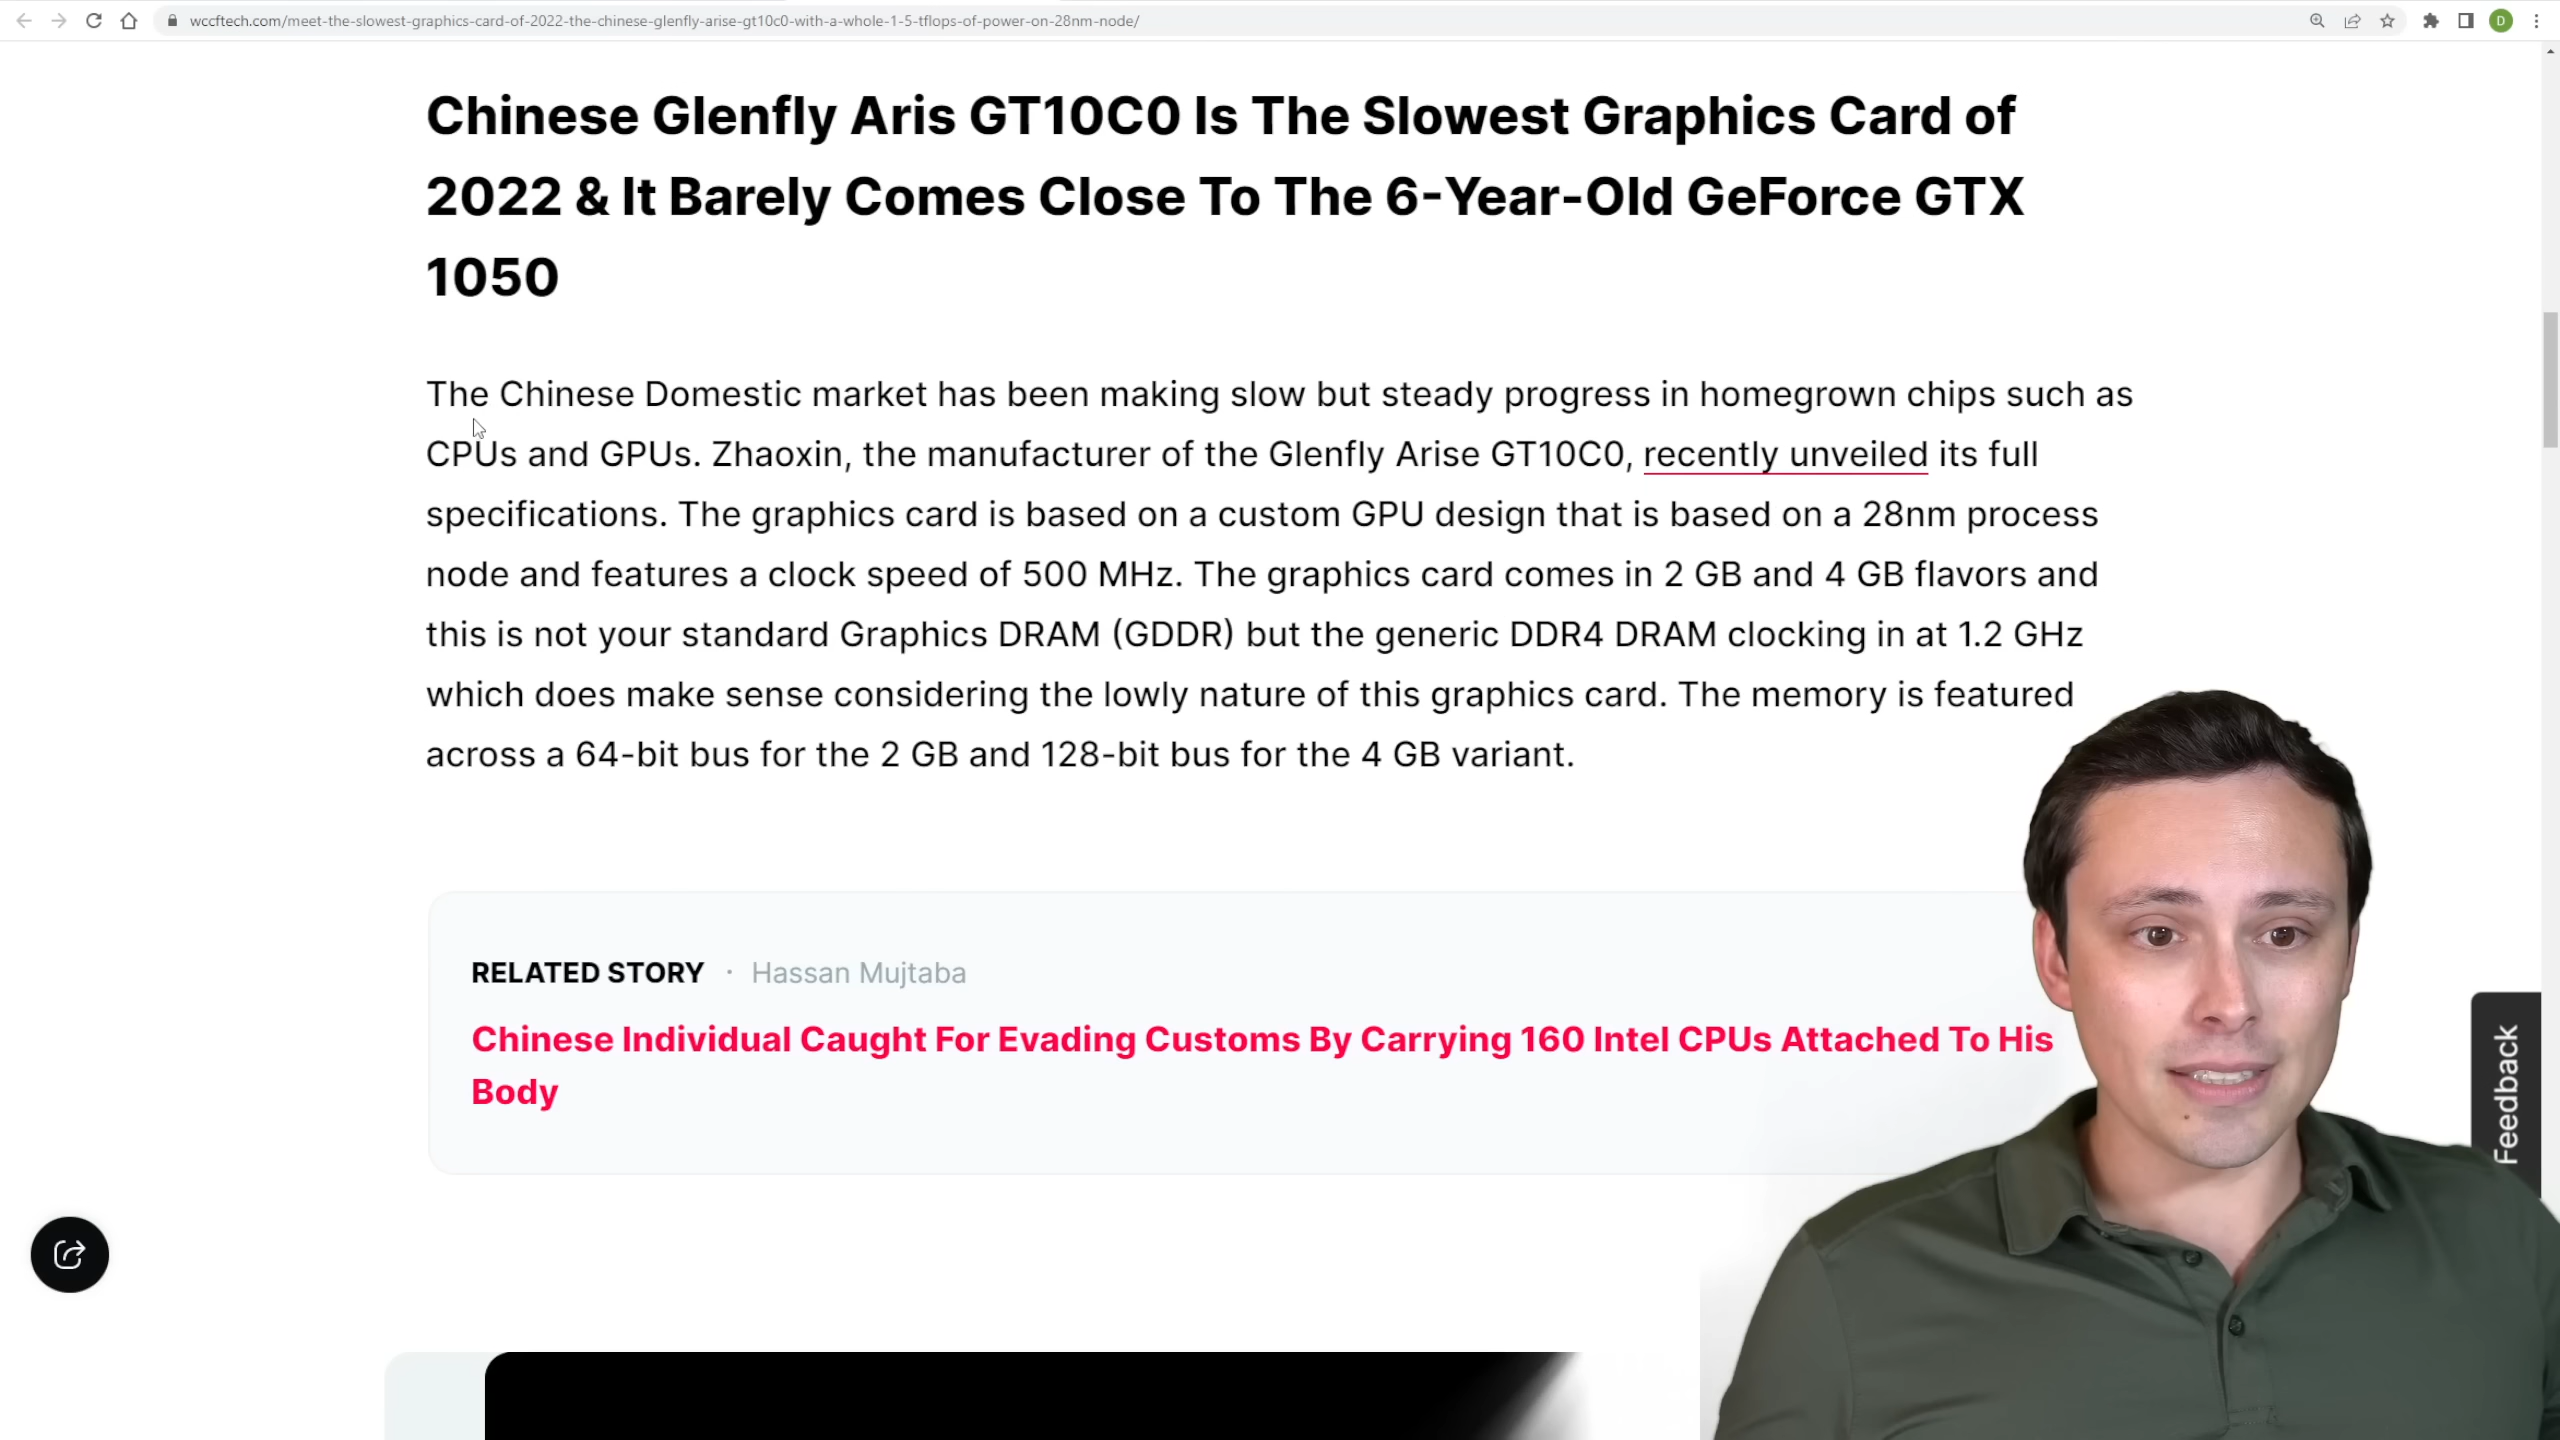 wccftech.com/meet-the-slowest-graphics-card-of-2022-the-chinese-glenfly-arise-gt10c0-with-a-whole-1-5-tflops-of-power-on-28nm-node/
D
Chinese Glenfly Aris GT10C0 Is The Slowest Graphics Card of
2022 & It Barely Comes Close To The 6-Year-Old GeForce GTX
1050
The Chinese Domestic market has been making slow but steady progress in homegrown chips such as
CPUs and GPUs. Zhaoxin, the manufacturer of the Glenfly Arise GT10C0, recently unveiled its full
specifications. The graphics card is based on a custom GPU design that is based on a 28nm process
node and features a clock speed of 500 MHz. The graphics card comes in 2 GB and 4 GB flavors and
this is not your standard Graphics DRAM (GDDR) but the generic DDR4 DRAM clocking in at 1.2 GHz
which does make sense considering the lowly nature of this graphics card. The memory is featured
across a 64-bit bus for the 2 GB and 128-bit bus for the 4 GB variant.
RELATED STORY · Hassan Mujtaba
Chinese Individual Caught For Evading Customs By Carrying 160 Intel CPUs Attached To His
Body
Feedback